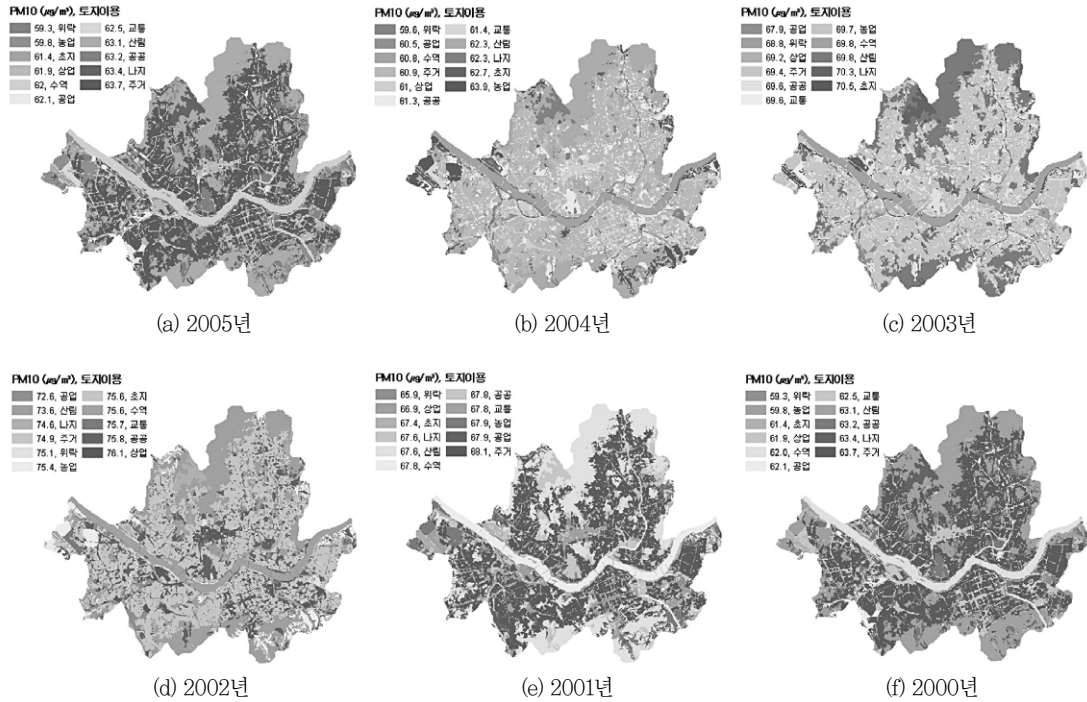 PM10 (㎍/㎥), 토지이용
59.3, 위락
59.8, 농업
61.4, 초지
61.9, 상업
62, 수역
62.1, 공업
62.5, 교통
63.1, 산림
63.2, 공공
63.4, 나지
63.7, 주거
(a) 2005년
PM10 (㎍/㎥), 토지이용
59.6, 위락
60.5, 공업
60.8, 수역
60.9, 주거
61, 상업
61.3, 공공
61.4, 교통
62.3, 산림
62.3, 나지
62.7, 초지
63.9, 농업
(b) 2004년
PM10 (㎍/㎥), 토지이용
67.9, 공업
68.8, 위락
69.2, 상업
69.4, 주거
69.6, 공공
69.6, 교통
69.7, 농업
69.8, 수역
69.8, 산림
70.3, 나지
70.5, 초지
(c) 2003년
PM10 (㎍/㎥), 토지이용
72.6, 공업
73.6, 산림
74.6, 나지
74.9, 주거
75.1, 위락
75.4, 농업
75.6, 초지
75.6, 수역
75.7, 교통
75.8, 공공
76.1, 상업
(d) 2002년
PM10 (㎍/㎥), 토지이용
65.9, 위락
66.9, 상업
67.4, 초지
67.6, 나지
67.6, 산림
67.8, 수역
67.8, 공공
67.8, 교통
67.9, 농업
67.9, 공업
68.1, 주거
(e) 2001년
PM10 (㎍/㎥), 토지이용
59.3, 위락
59.8, 농업
61.4, 초지
61.9, 상업
62.0, 수역
62.1, 공업
62.5, 교통
63.1, 산림
63.2, 공공
63.4, 나지
63.7, 주거
(f) 2000년